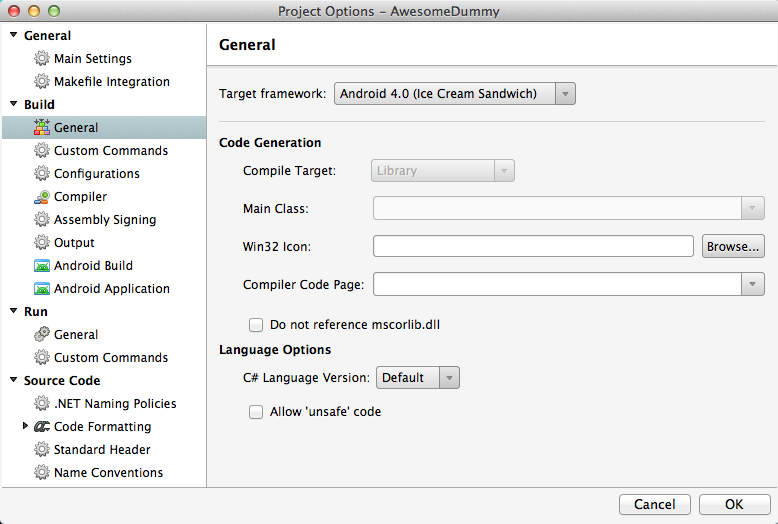 Project Options – AwesomeDummy
General
Main Settings
Makefile Integration
Build
General
Custom Commands
Configurations
Compiler
Assembly Signing
Output
Android Build
Android Application
Run
General
Custom Commands
Source Code
.NET Naming Policies
Code Formatting
Standard Header
Name Conventions
General
Target framework: Android 4.0 (Ice Cream Sandwich)
Code Generation
Compile Target: Library
Main Class:
Win32 Icon: Browse...
Compiler Code Page:
Do not reference mscorlib.dll
Language Options
C# Language Version: Default
Allow 'unsafe' code
Cancel OK